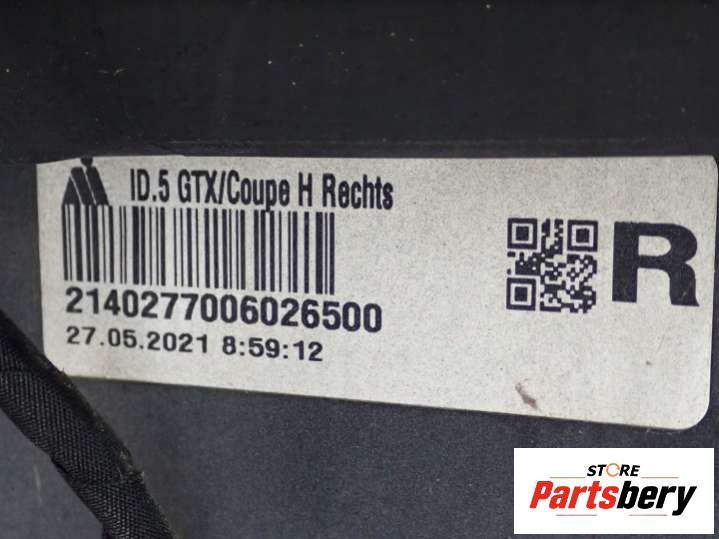 ID.5 GTX/Coupe H Rechts
R
2140277006026500
27.05.2021 8:59:12
STORE
Partsbery